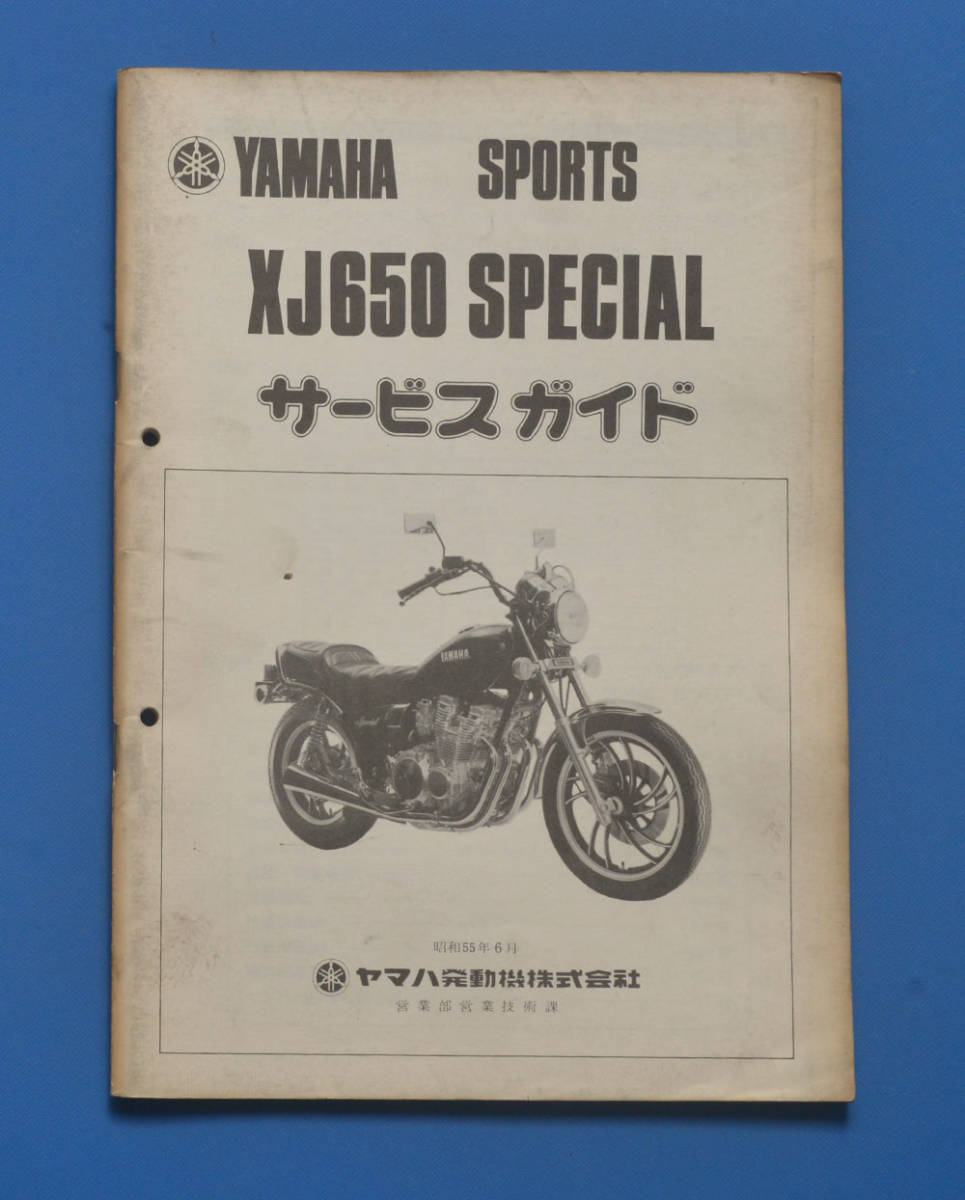 YAMAHA SPORTS
XJ650 SPECIAL
サービスガイド
YAMAHA
Special
昭和55年6月
ヤマハ発動機株式会社
営業部営業技術課